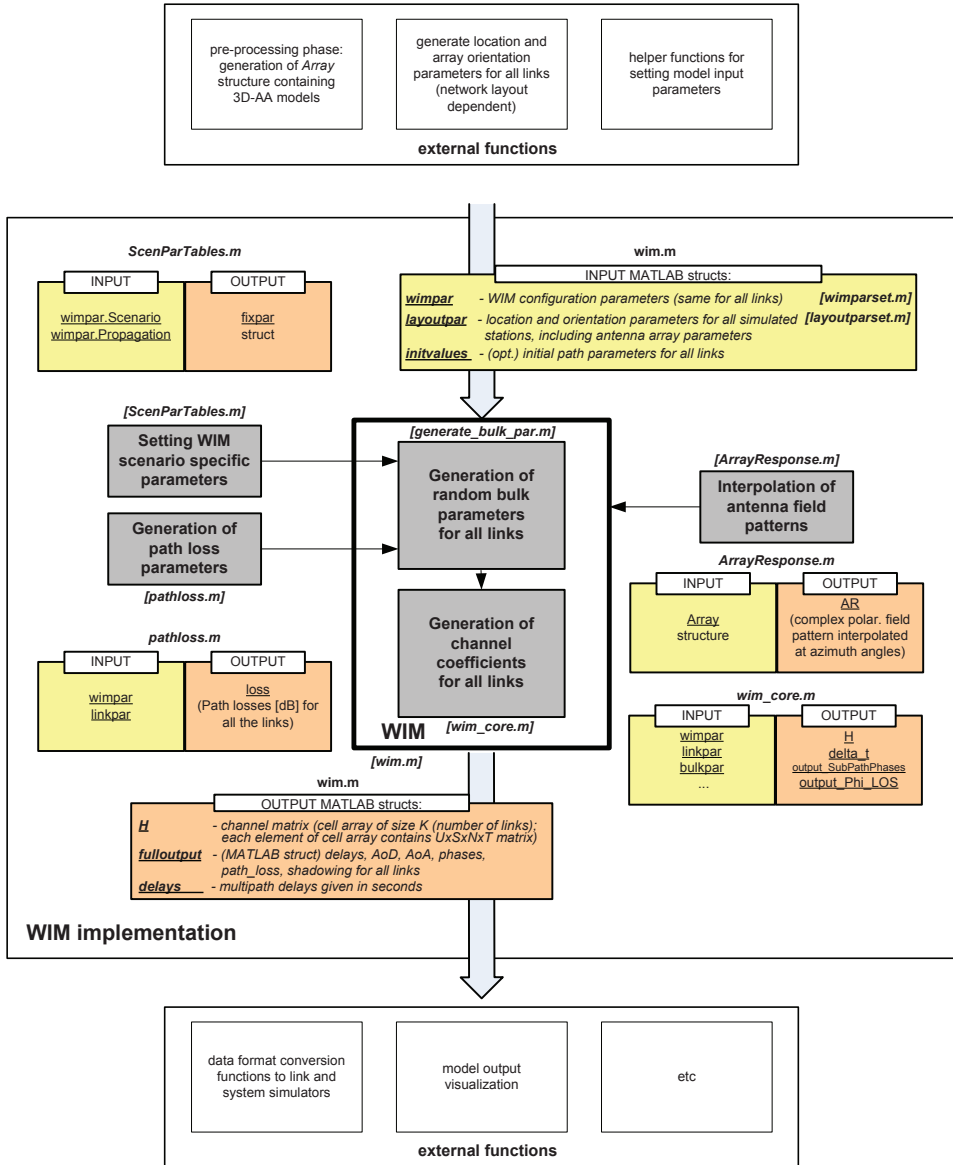 pre-processing phase:
generation of Array
structure containing
3D-AA models
generate location and
array orientation
parameters for all links
(network layout
dependent)
helper functions for
setting model input
parameters
external functions
ScenParTables.m
INPUT
OUTPUT
wimpar.Scenario
wimpar.Propagation
fixpar
struct
wim.m
INPUT MATLAB structs:
wimpar - WIM configuration parameters (same for all links) [wimparset.m]
layoutpar - location and orientation parameters for all simulated [layoutparset.m]
stations, including antenna array parameters
initvalues - (opt.) initial path parameters for all links
[ScenParTables.m]
Setting WIM
scenario specific
parameters
Generation of
path loss
parameters
[pathloss.m]
[generate_bulk_par.m]
Generation of
random bulk
parameters
for all links
Generation of
channel
coefficients
for all links
WIM
[wim_core.m]
[wim.m]
[ArrayResponse.m]
Interpolation of
antenna field
patterns
ArrayResponse.m
INPUT
OUTPUT
Array
structure
AR
(complex polar. field
pattern interpolated
at azimuth angles)
pathloss.m
INPUT
OUTPUT
wimpar
linkpar
loss
(Path losses [dB] for
all the links)
wim_core.m
INPUT
OUTPUT
wimpar
linkpar
bulkpar
...
H
delta_t
output_SubPathPhases
output_Phi_LOS
wim.m
OUTPUT MATLAB structs:
H - channel matrix (cell array of size K (number of links);
each element of cell array contains UxSxNxT matrix)
fulloutput - (MATLAB struct) delays, AoD, AoA, phases,
path_loss, shadowing for all links
delays - multipath delays given in seconds
WIM implementation
data format conversion
functions to link and
system simulators
model output
visualization
etc
external functions